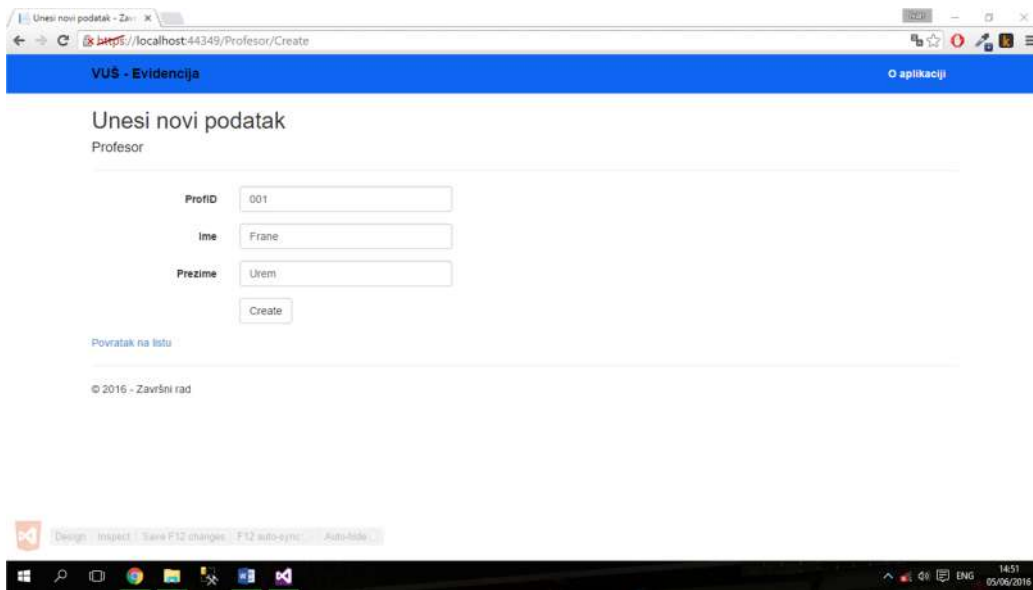 Unesi novi podatak - Zavr
https://localhost:44349/Profesor/Create
VUŠ - Evidencija
O aplikaciji
Unesi novi podatak
Profesor
ProfID 001
Ime Frane
Prezime Urem
Create
Povratak na listu
© 2016 - Završni rad
Design Inspect Save F12 changes F12 auto-sync Auto-hide
ENG
14:51
05/06/2016